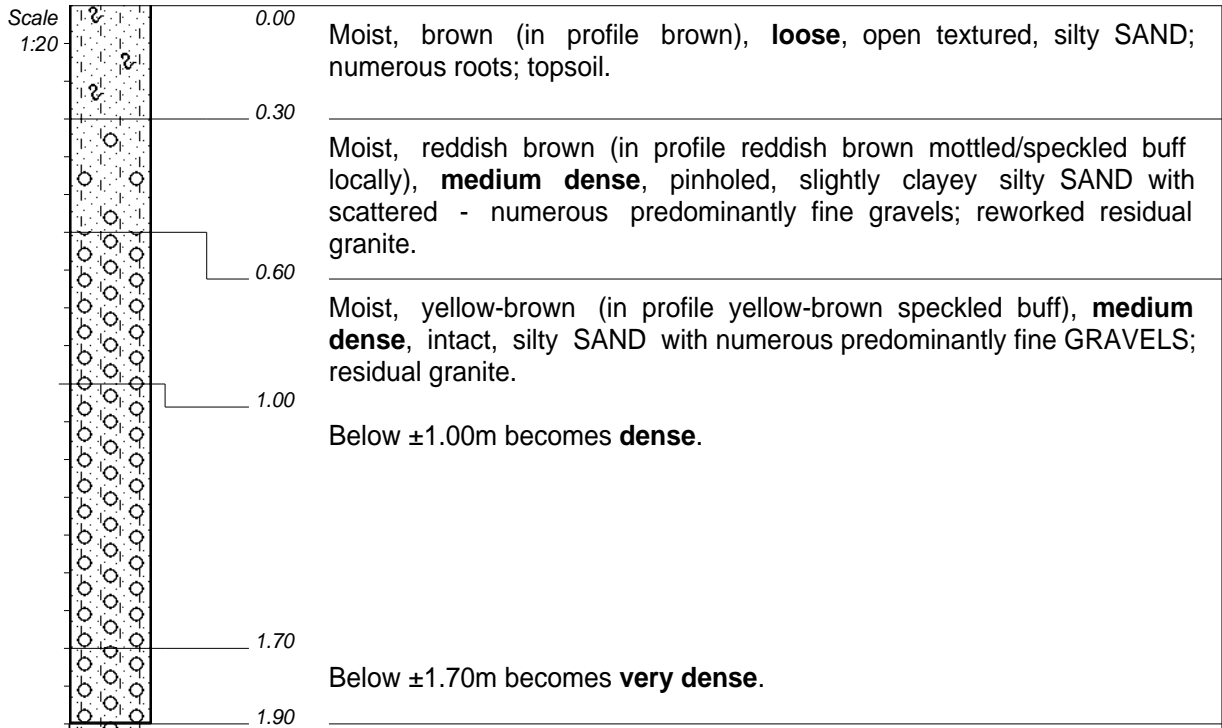 Scale
1:20
0.00
Moist, brown (in profile brown), loose, open textured, silty SAND;
numerous roots; topsoil.
0.30
Moist, reddish brown (in profile reddish brown mottled/speckled buff
locally), medium dense, pinholed, slightly clayey silty SAND with
scattered - numerous predominantly fine gravels; reworked residual
granite.
0.60
Moist, yellow-brown (in profile yellow-brown speckled buff), medium
dense, intact, silty SAND with numerous predominantly fine GRAVELS;
residual granite.
1.00
Below ±1.00m becomes dense.
1.70
Below ±1.70m becomes very dense.
1.90